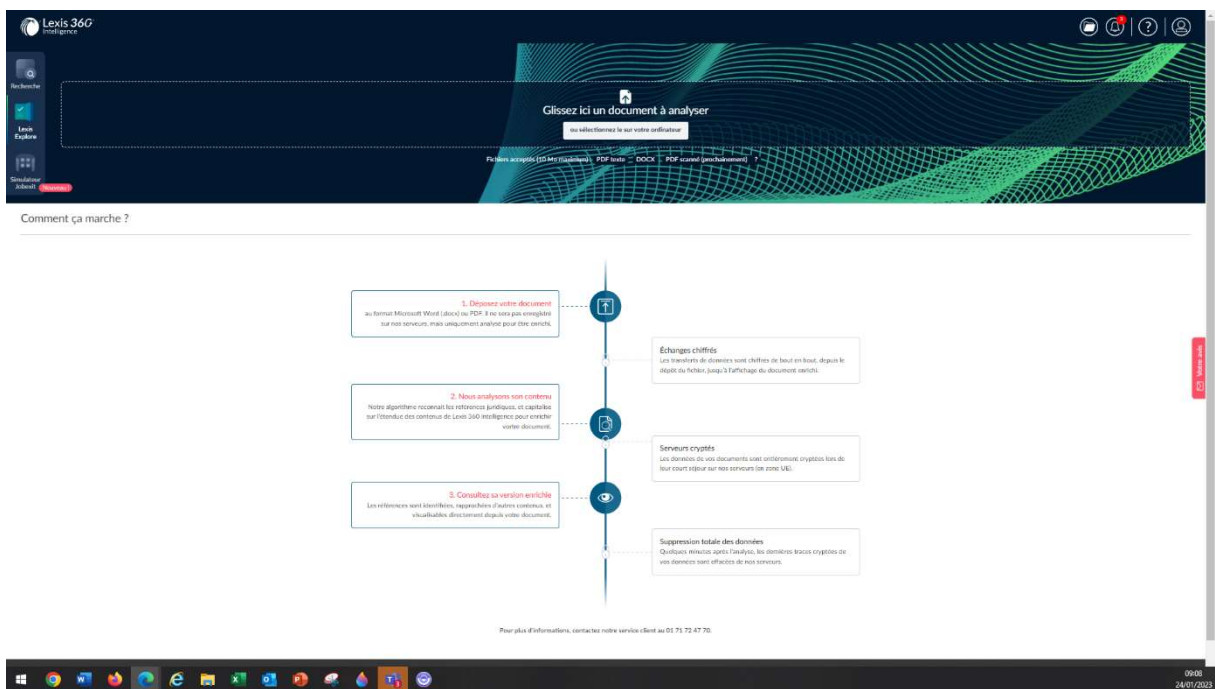 Lexis 360
Intelligence
Recherche
Lexis
Explore
Simulateur
Jobexit Nouveau !
Glissez ici un document à analyser
ou sélectionnez le sur votre ordinateur
Fichiers acceptés (10 Mo maximum) PDF texte DOCX PDF scanné (prochainement) ?
Comment ça marche ?
1. Déposez votre document
au format Microsoft Word (.docx) ou PDF. Il ne sera pas enregistré
sur nos serveurs, mais uniquement analysé pour être enrichi.
Échanges chiffrés
Les transferts de données sont chiffrés de bout en bout, depuis le
dépôt du fichier, jusqu'à l'affichage du document enrichi.
2. Nous analysons son contenu
Notre algorithme reconnait les références juridiques, et capitalise
sur l'étendue des contenus de Lexis 360 Intelligence pour enrichir
vorter document.
Serveurs cryptés
Les données de vos documents sont entièrement cryptées lors de
leur court séjour sur nos serveurs (en zone UE).
3. Consultez sa version enrichie
Les références sont identifiées, rapprochées d'autres contenus, et
visualisables directement depuis votre document.
Suppression totale des données
Quelques minutes après l'analyse, les dernières traces cryptées de
vos données sont effacées de nos serveurs.
Votre avis
Pour plus d'informations, contactez notre service client au 01 71 72 47 70.
09:08
24/01/2023